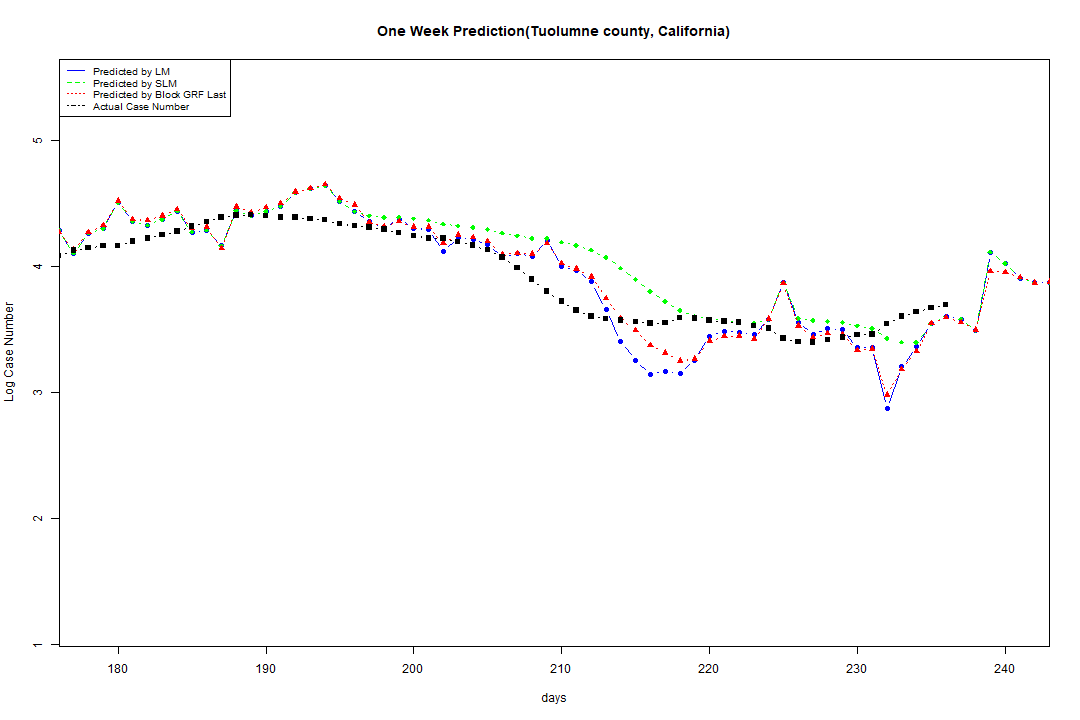 One Week Prediction(Tuolumne county, California)
Predicted by LM
Predicted by SLM
Predicted by Block GRF Last
Actual Case Number
5
4
3
2
1
Log Case Number
180 190 200 210 220 230 240
days